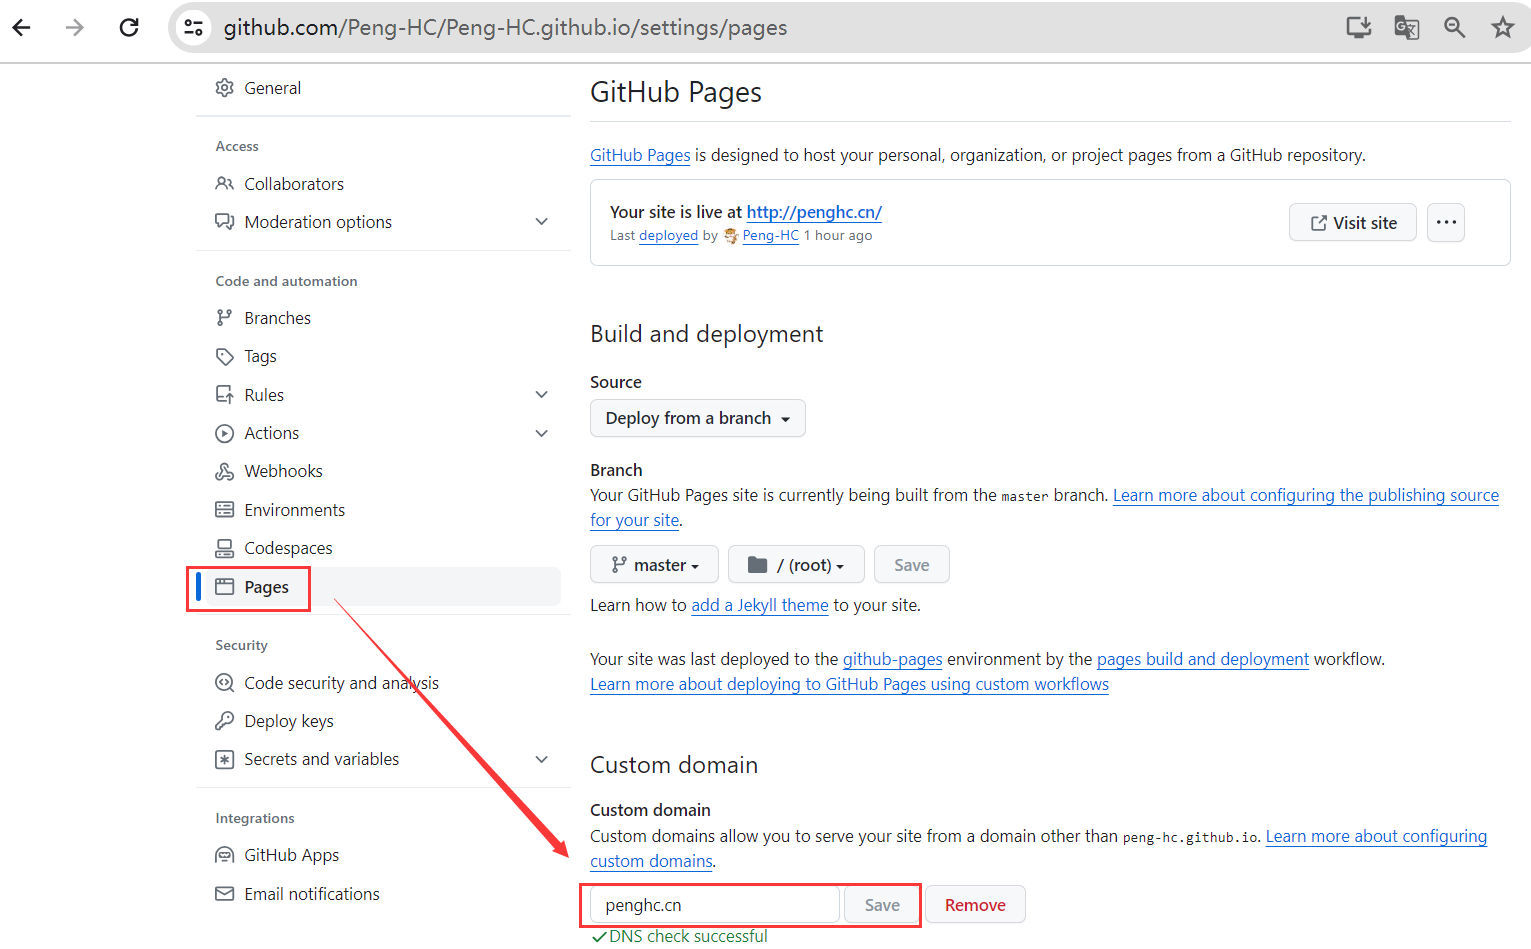 github.com/Peng-HC/Peng-HC.github.io/settings/pages
General
Access
Collaborators
Moderation options
Code and automation
Branches
Tags
Rules
Actions
Webhooks
Environments
Codespaces
Pages
Security
Code security and analysis
Deploy keys
Secrets and variables
Integrations
GitHub Apps
Email notifications
GitHub Pages
GitHub Pages is designed to host your personal, organization, or project pages from a GitHub repository.
Your site is live at http://penghc.cn/
Last deployed by Peng-HC 1 hour ago
Visit site
Build and deployment
Source
Deploy from a branch
Branch
Your GitHub Pages site is currently being built from the master branch. Learn more about configuring the publishing source
for your site.
master / (root) Save
Learn how to add a Jekyll theme to your site.
Your site was last deployed to the github-pages environment by the pages build and deployment workflow.
Learn more about deploying to GitHub Pages using custom workflows
Custom domain
Custom domain
Custom domains allow you to serve your site from a domain other than peng-hc.github.io. Learn more about configuring
custom domains.
penghc.cn Save Remove
DNS check successful